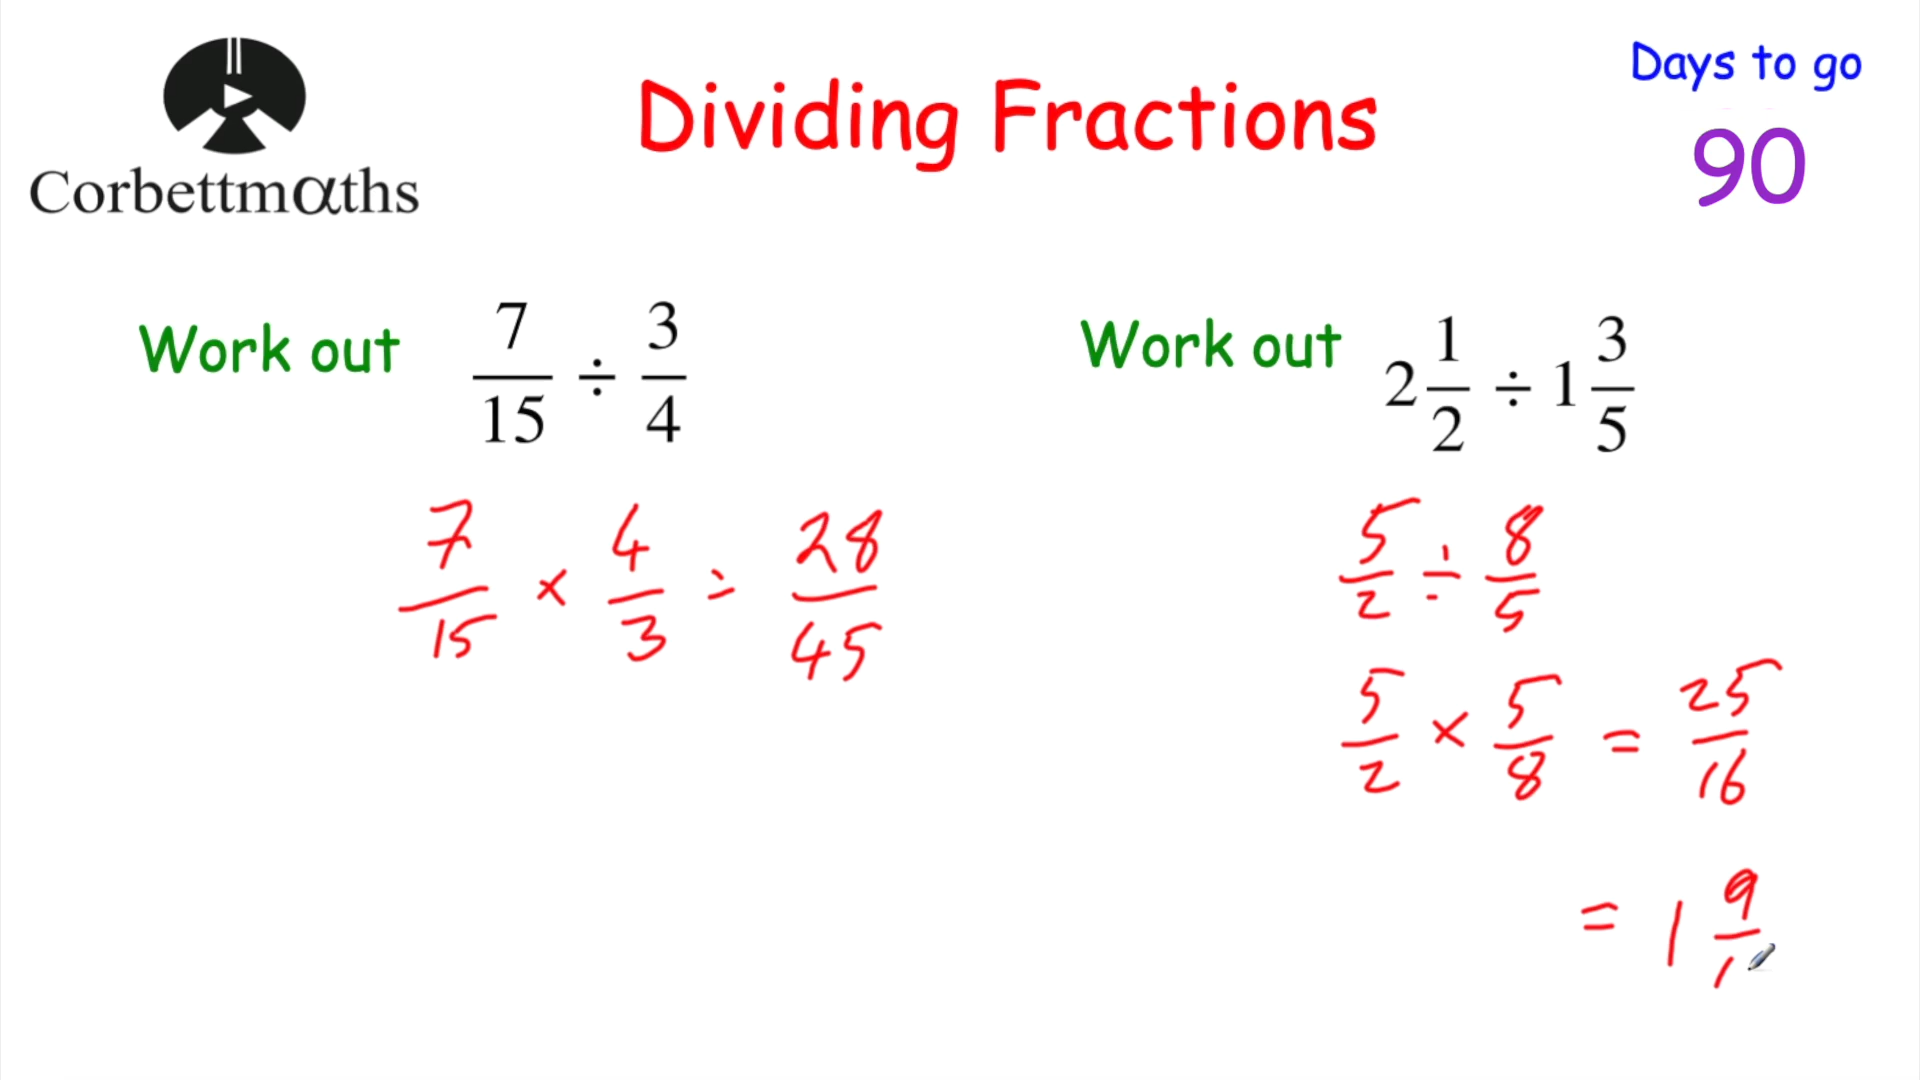 Corbettmαths
Dividing Fractions
Days to go
90
Work out 7/15 ÷ 3/4
7/15 × 4/3 = 28/45
Work out 2 1/2 ÷ 1 3/5
5/2 ÷ 8/5
5/2 × 5/8 = 25/16
= 1 9/1